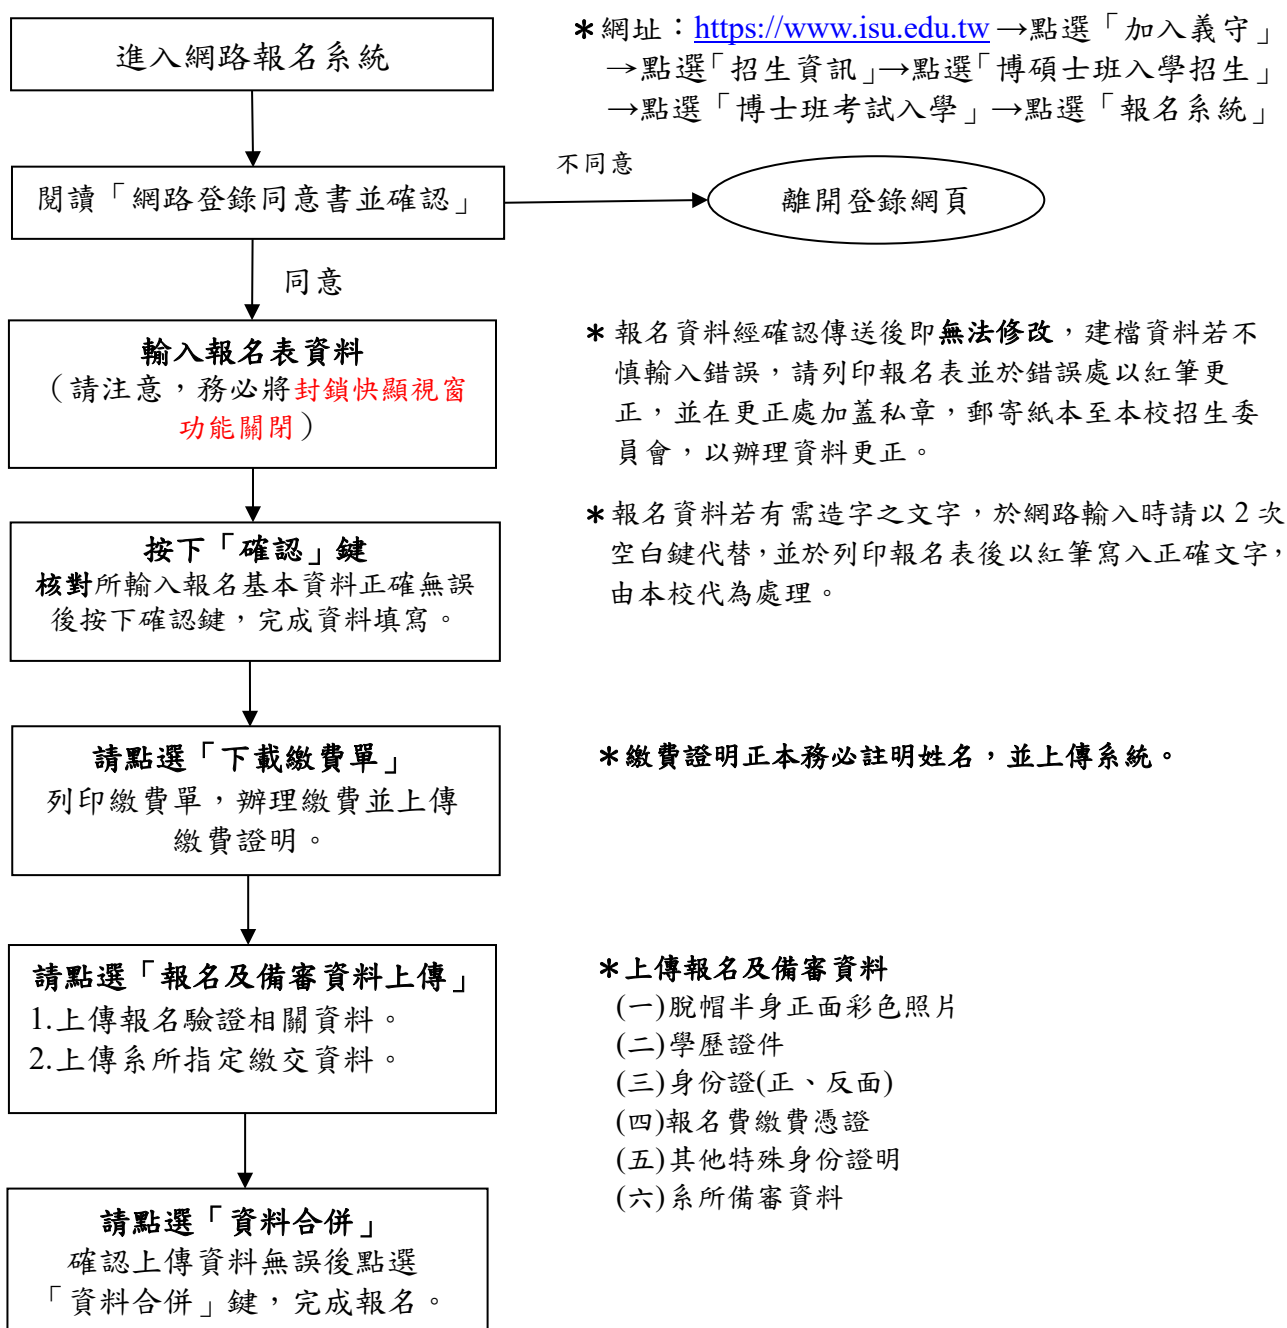 進入網路報名系統
＊網址：https://www.isu.edu.tw→點選「加入義守」
→點選「招生資訊」→點選「博碩士班入學招生」
→點選「博士班考試入學」→點選「報名系統」
閱讀「網路登錄同意書並確認」
不同意
離開登錄網頁
同意
輸入報名表資料
（請注意，務必將封鎖快顯視窗
功能關閉）
＊報名資料經確認傳送後即無法修改，建檔資料若不
慎輸入錯誤，請列印報名表並於錯誤處以紅筆更
正，並在更正處加蓋私章，郵寄紙本至本校招生委
員會，以辦理資料更正。
＊報名資料若有需造字之文字，於網路輸入時請以 2 次
空白鍵代替，並於列印報名表後以紅筆寫入正確文字，
由本校代為處理。
按下「確認」鍵
核對所輸入報名基本資料正確無誤
後按下確認鍵，完成資料填寫。
請點選「下載繳費單」
列印繳費單，辦理繳費並上傳
繳費證明。
＊繳費證明正本務必註明姓名，並上傳系統。
請點選「報名及備審資料上傳」
1.上傳報名驗證相關資料。
2.上傳系所指定繳交資料。
＊上傳報名及備審資料
(一)脫帽半身正面彩色照片
(二)學歷證件
(三)身份證(正、反面)
(四)報名費繳費憑證
(五)其他特殊身份證明
(六)系所備審資料
請點選「資料合併」
確認上傳資料無誤後點選
「資料合併」鍵，完成報名。